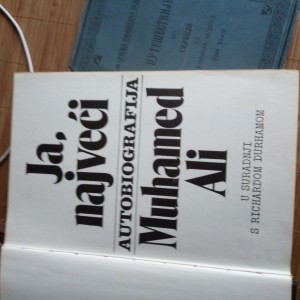 Ja,
najveći
AUTOBIOGRAFIJA
Muhamed
Ali
U SURADNJI
S RICHARDOM DURHAMOM